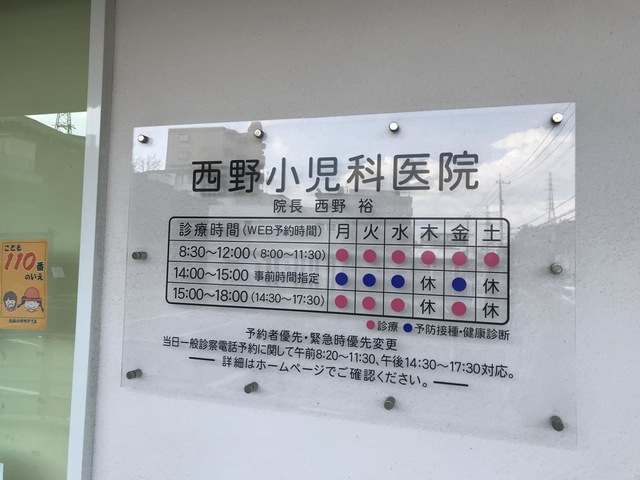 西野小児科医院
院長 西野 裕
診療時間(WEB予約時間) 月 火 水 木 金 土
8:30～12:00(8:00～11:30) ● ● ● ● ● ●
14:00～15:00 事前時間指定 ● ● ● 休 ● 休
15:00～18:00(14:30～17:30) ● ● ● 休 ● 休
●診療 ●予防接種・健康診断
予約者優先・緊急時優先変更
当日一般診察電話予約に関して午前8:20～11:30、午後14:30～17:30対応。
詳細はホームページでご確認ください。
こども
110番
のいえ